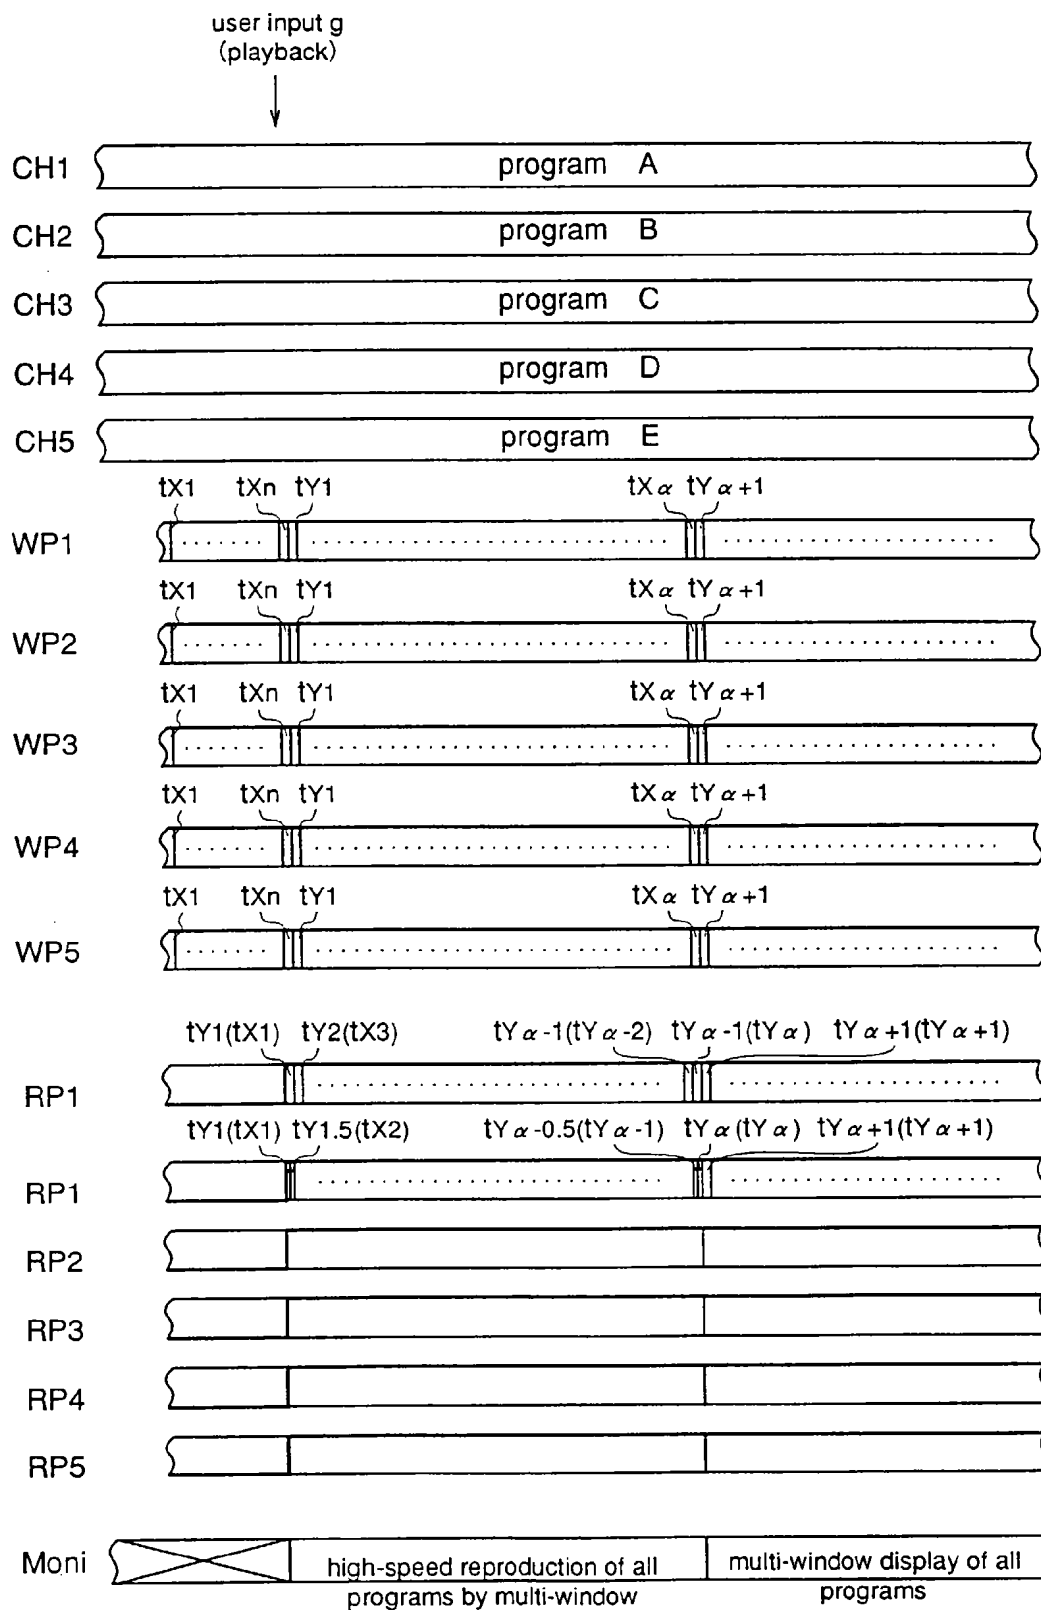 user input g
(playback)
CH1 program A
CH2 program B
CH3 program C
CH4 program D
CH5 program E
tX1 tXn tY1 tXα tYα+1
WP1
tX1 tXn tY1 tXα tYα+1
WP2
tX1 tXn tY1 tXα tYα+1
WP3
tX1 tXn tY1 tXα tYα+1
WP4
tX1 tXn tY1 tXα tYα+1
WP5
tY1(tX1) tY2(tX3) tYα-1(tYα-2) tYα-1(tYα) tYα+1(tYα+1)
RP1
tY1(tX1) tY1.5(tX2) tYα-0.5(tYα-1) tYα(tYα) tYα+1(tYα+1)
RP1
RP2
RP3
RP4
RP5
Moni high-speed reproduction of all multi-window display of all
programs by multi-window programs